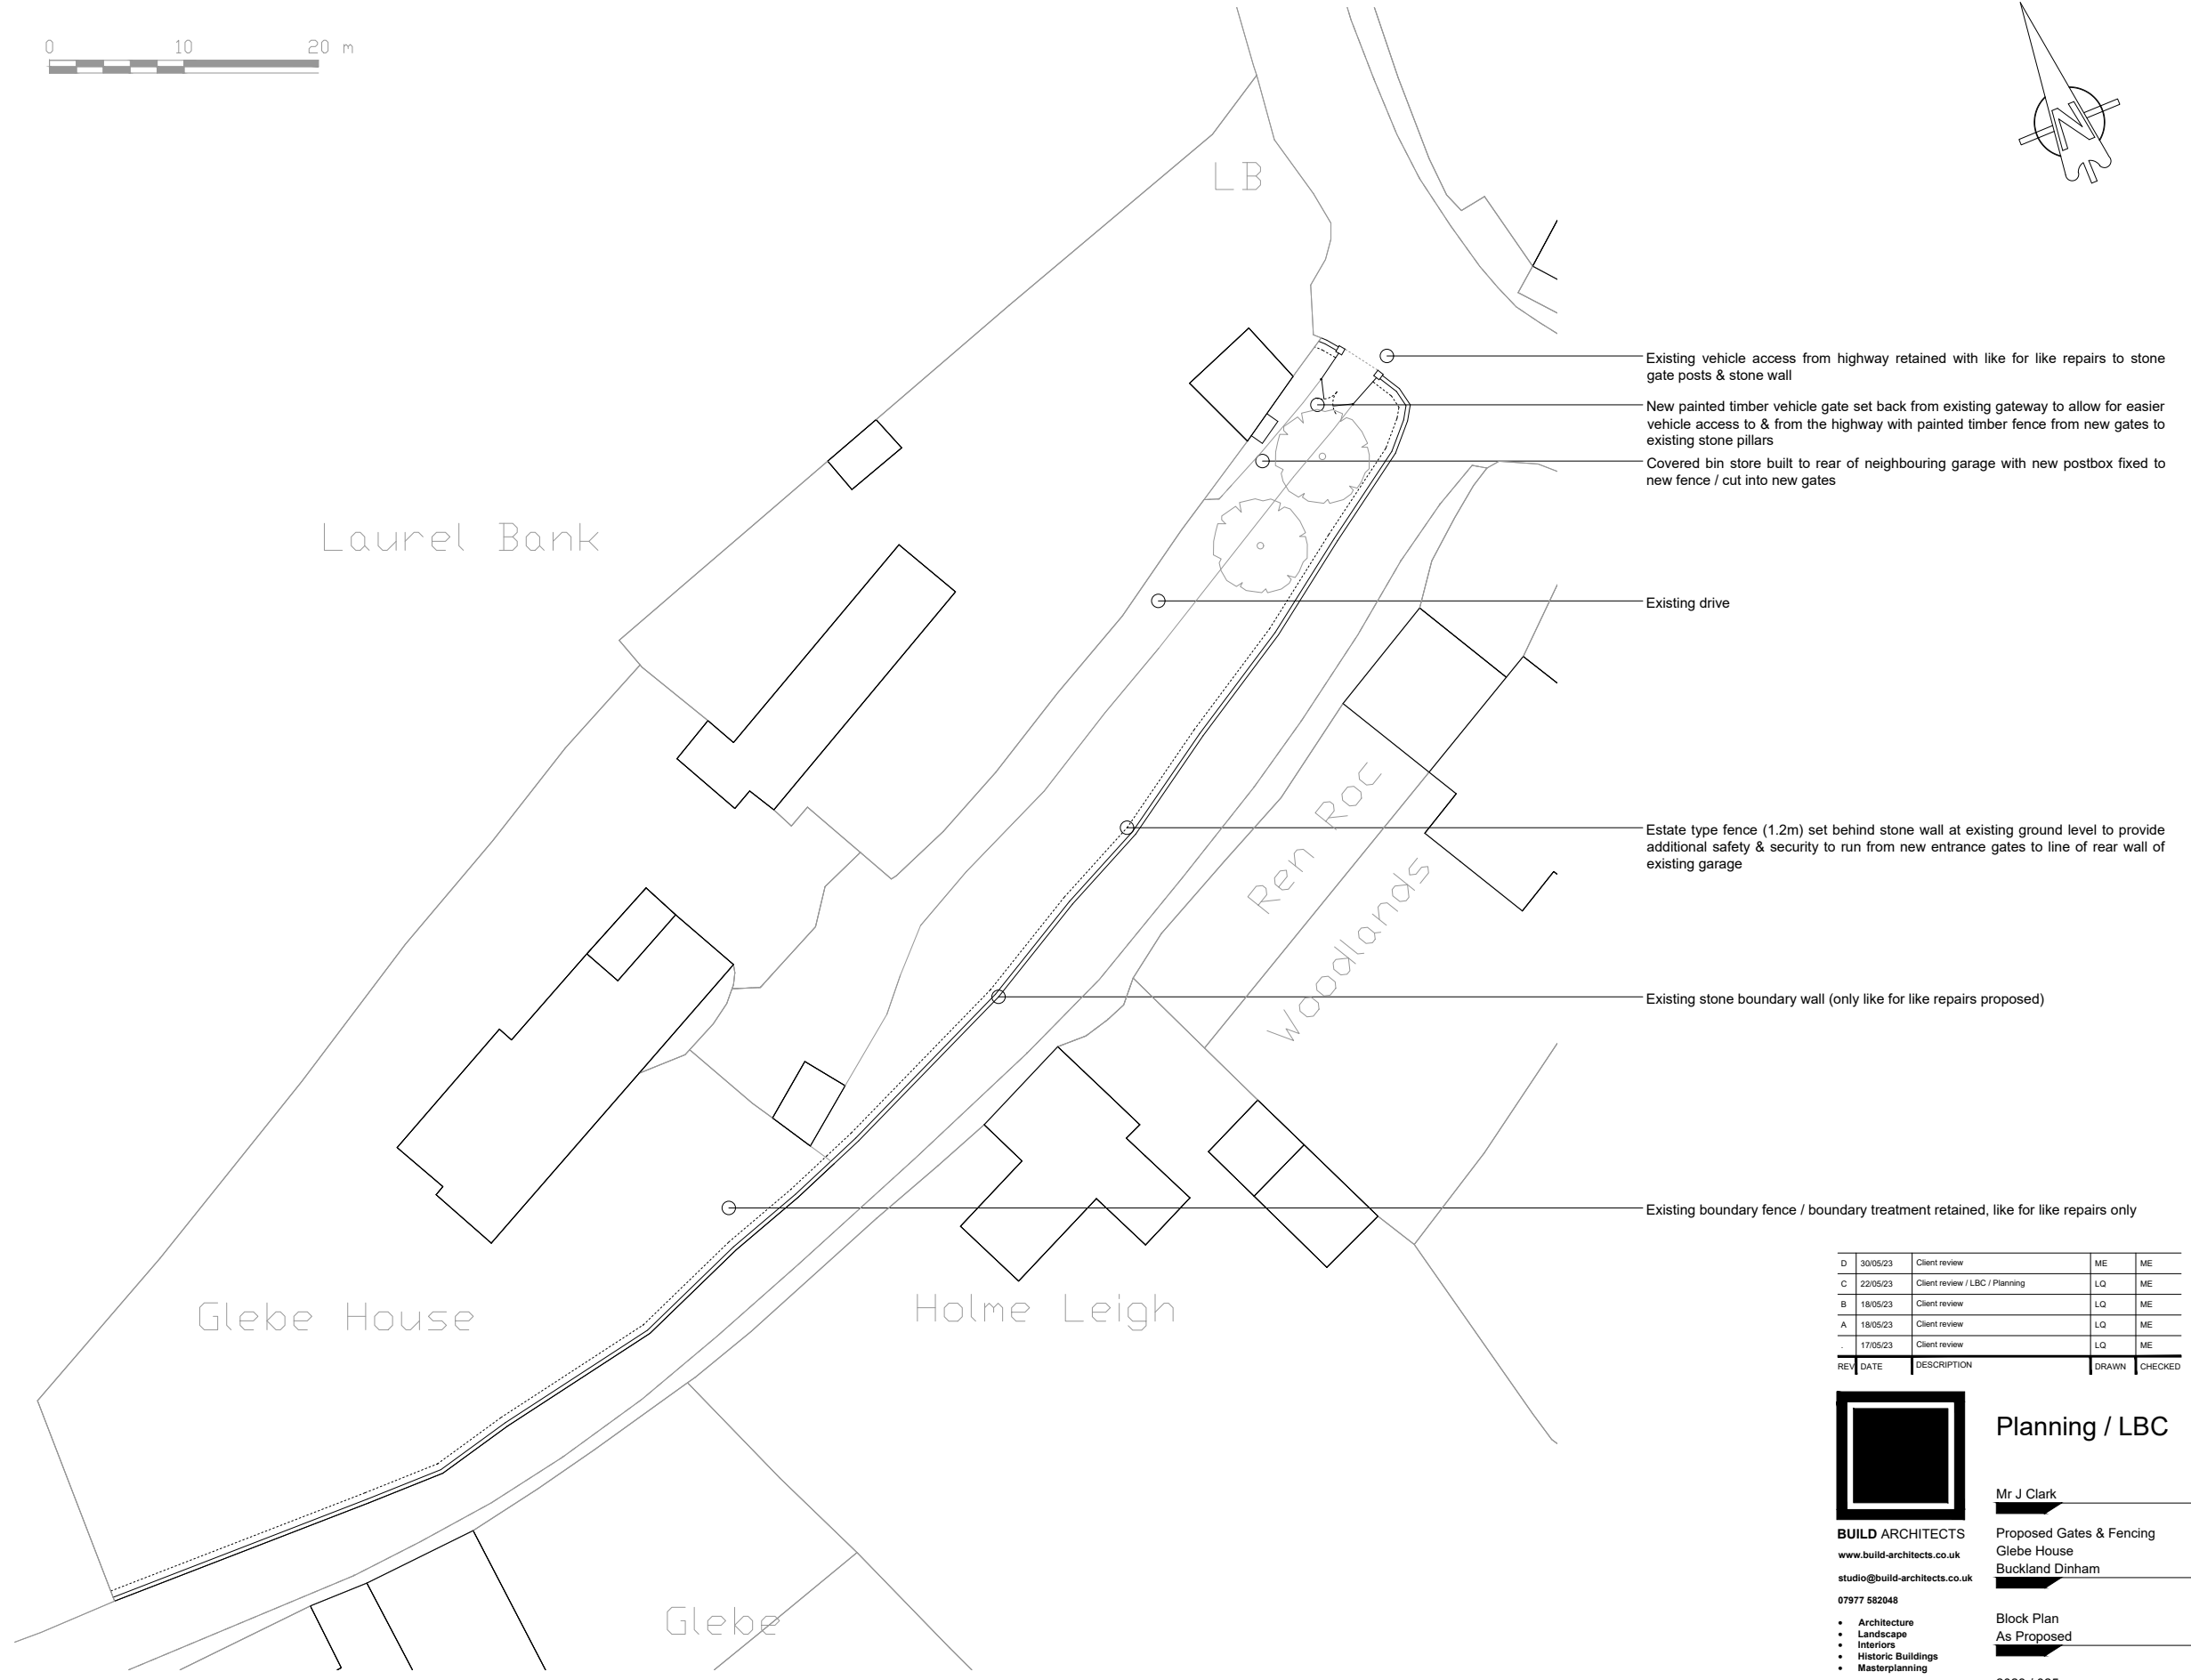 0 10 20 m
N
LB
Existing vehicle access from highway retained with like for like repairs to stone
gate posts & stone wall
New painted timber vehicle gate set back from existing gateway to allow for easier
vehicle access to & from the highway with painted timber fence from new gates to
existing stone pillars
Covered bin store built to rear of neighbouring garage with new postbox fixed to
new fence / cut into new gates
Laurel Bank
Existing drive
Ren Roc
Estate type fence (1.2m) set behind stone wall at existing ground level to provide
additional safety & security to run from new entrance gates to line of rear wall of
existing garage
Woodlands
Existing stone boundary wall (only like for like repairs proposed)
Existing boundary fence / boundary treatment retained, like for like repairs only
Glebe House
Holme Leigh
Glebe
D 30/05/23 Client review ME ME
C 22/05/23 Client review / LBC / Planning LQ ME
B 18/05/23 Client review LQ ME
A 18/05/23 Client review LQ ME
. 17/05/23 Client review LQ ME
REV DATE DESCRIPTION DRAWN CHECKED
Planning / LBC
Mr J Clark
BUILD ARCHITECTS
www.build-architects.co.uk
studio@build-architects.co.uk
07977 582048
• Architecture
• Landscape
• Interiors
• Historic Buildings
• Masterplanning
Proposed Gates & Fencing
Glebe House
Buckland Dinham
Block Plan
As Proposed